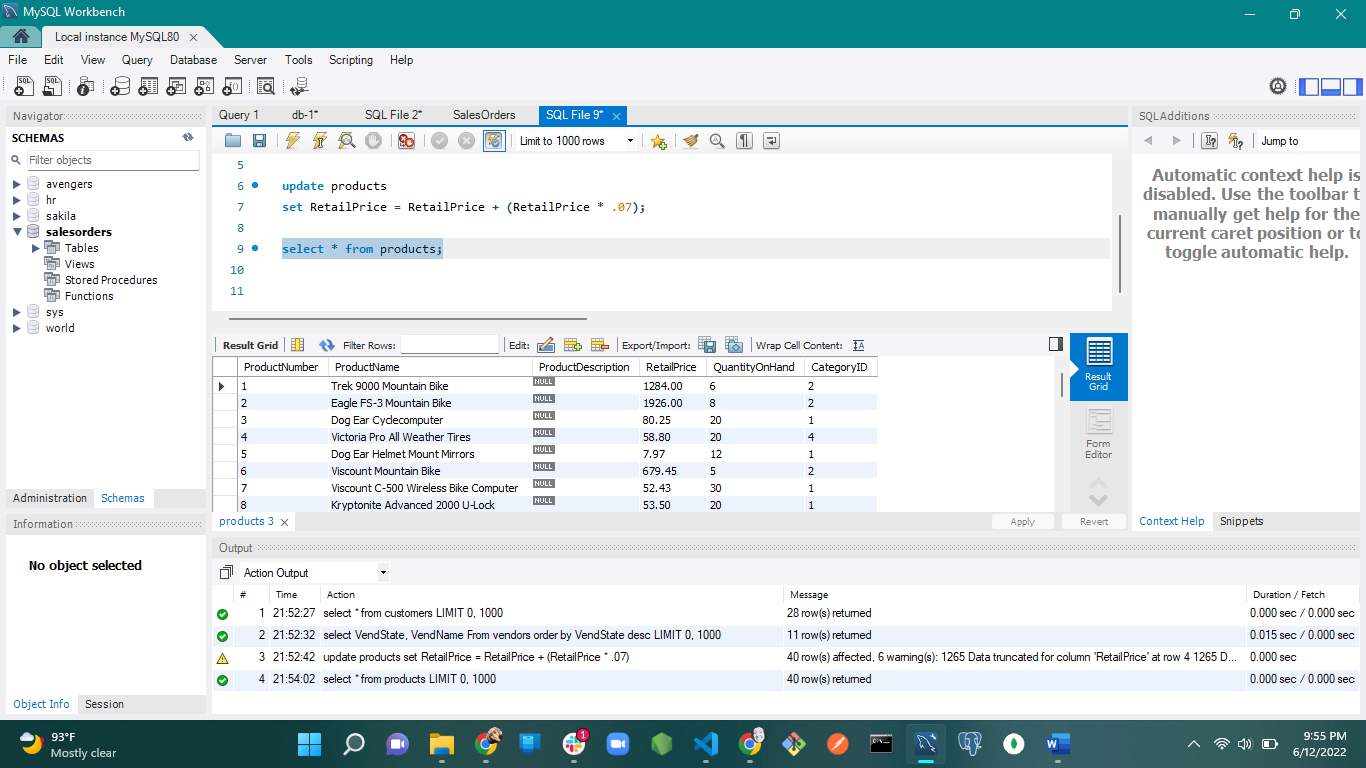 MySQL Workbench
Local instance MySQL80
File Edit View Query Database Server Tools Scripting Help
Navigator
SCHEMAS
Filter objects
avengers
hr
sakila
salesorders
Tables
Views
Stored Procedures
Functions
sys
world
Administration Schemas
Information
No object selected
Object Info Session
Query 1 db-1* SQL File 2* SalesOrders SQL File 9*
Limit to 1000 rows
5
6 update products
7 set RetailPrice = RetailPrice + (RetailPrice * .07);
8
9 select * from products;
10
11
Result Grid Filter Rows: Edit: Export/Import: Wrap Cell Content:
ProductNumber ProductName ProductDescription RetailPrice QuantityOnHand CategoryID
1 Trek 9000 Mountain Bike NULL 1284.00 6 2
2 Eagle FS-3 Mountain Bike NULL 1926.00 8 2
3 Dog Ear Cyclecomputer NULL 80.25 20 1
4 Victoria Pro All Weather Tires NULL 58.80 20 4
5 Dog Ear Helmet Mount Mirrors NULL 7.97 12 1
6 Viscount Mountain Bike NULL 679.45 5 2
7 Viscount C-500 Wireless Bike Computer NULL 52.43 30 1
8 Kryptonite Advanced 2000 U-Lock NULL 53.50 20 1
products 3 Apply Revert
Result
Grid
Form
Editor
SQLAdditions
Jump to
Automatic context help is
disabled. Use the toolbar t
manually get help for the
current caret position or to
toggle automatic help.
Context Help Snippets
Output
Action Output
# Time Action Message Duration / Fetch
1 21:52:27 select * from customers LIMIT 0, 1000 28 row(s) returned 0.000 sec / 0.000 sec
2 21:52:32 select VendState, VendName From vendors order by VendState desc LIMIT 0, 1000 11 row(s) returned 0.015 sec / 0.000 sec
3 21:52:42 update products set RetailPrice = RetailPrice + (RetailPrice * .07) 40 row(s) affected, 6 warning(s): 1265 Data truncated for column 'RetailPrice' at row 4 1265 D... 0.000 sec
4 21:54:02 select * from products LIMIT 0, 1000 40 row(s) returned 0.000 sec / 0.000 sec
93°F
Mostly clear
1
9:55 PM
6/12/2022